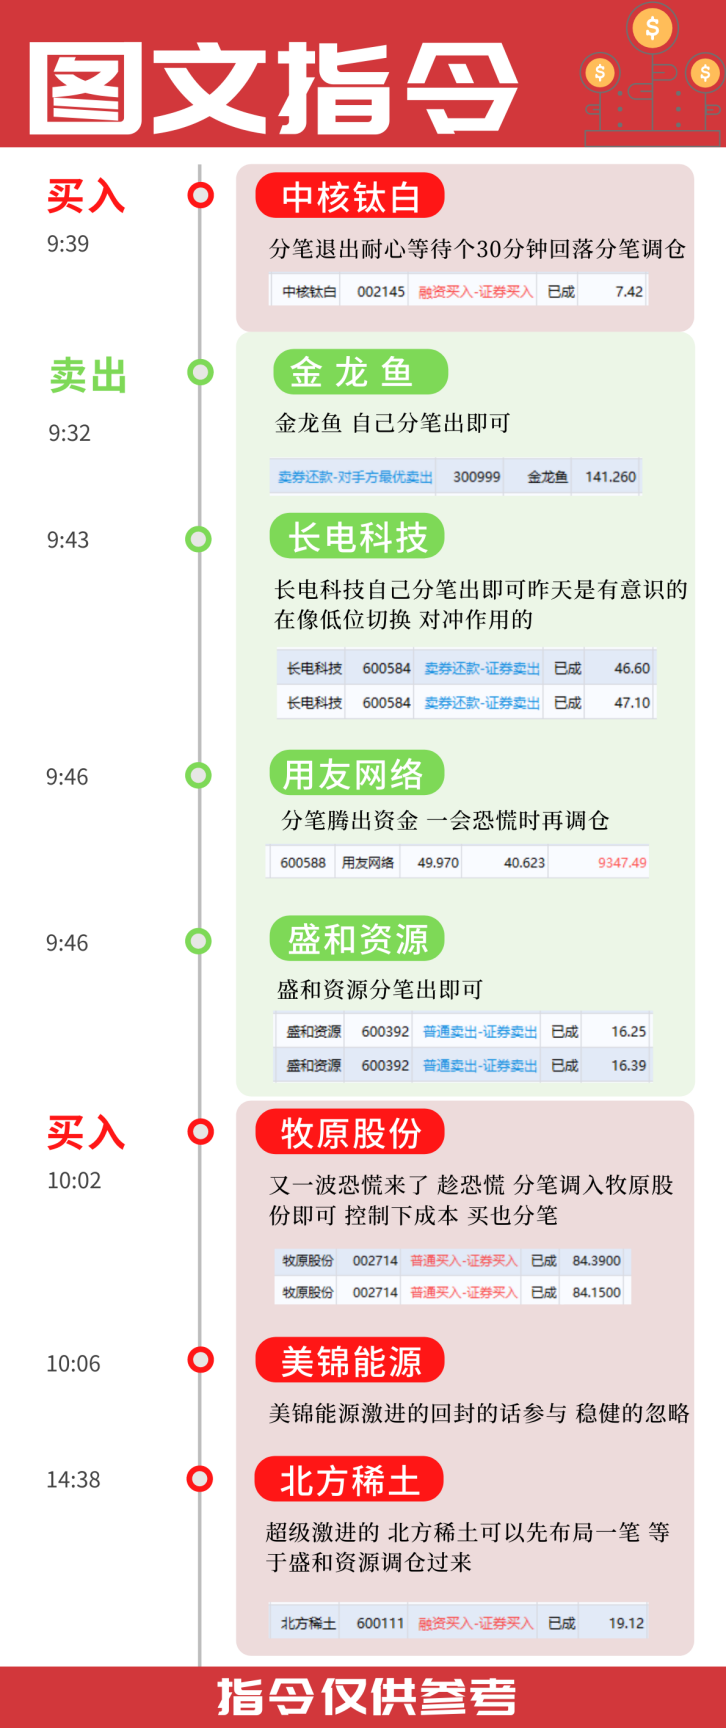 图文指令
买入
中核钛白
9:39
分笔退出耐心等待个30分钟回落分笔调仓
中核钛白 002145 融资买入-证券买入 已成 7.42
卖出
金龙鱼
9:32
金龙鱼 自己分笔出即可
卖券还款-对手方最优卖出 300999 金龙鱼 141.260
9:43
长电科技
长电科技自己分笔出即可昨天是有意识的
在像低位切换 对冲作用的
长电科技 600584 卖券还款-证券卖出 已成 46.60
长电科技 600584 卖券还款-证券卖出 已成 47.10
9:46
用友网络
分笔腾出资金 一会恐慌时再调仓
600588 用友网络 49.970 40.623 9347.49
9:46
盛和资源
盛和资源分笔出即可
盛和资源 600392 普通卖出-证券卖出 已成 16.25
盛和资源 600392 普通卖出-证券卖出 已成 16.39
买入
牧原股份
10:02
又一波恐慌来了 趁恐慌 分笔调入牧原股
份即可 控制下成本 买也分笔
牧原股份 002714 普通买入-证券买入 已成 84.3900
牧原股份 002714 普通买入-证券买入 已成 84.1500
10:06
美锦能源
美锦能源激进的回封的话参与 稳健的忽略
14:38
北方稀土
超级激进的 北方稀土可以先布局一笔 等
于盛和资源调仓过来
北方稀土 600111 融资买入-证券买入 已成 19.12
指令仅供参考